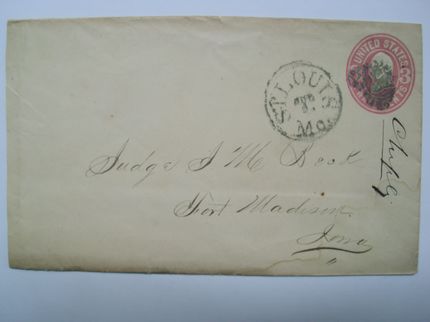 UNITED STATES
ST. LOUIS
T.
Mo.
Judge J M Beck
Fort Madison
Iowa